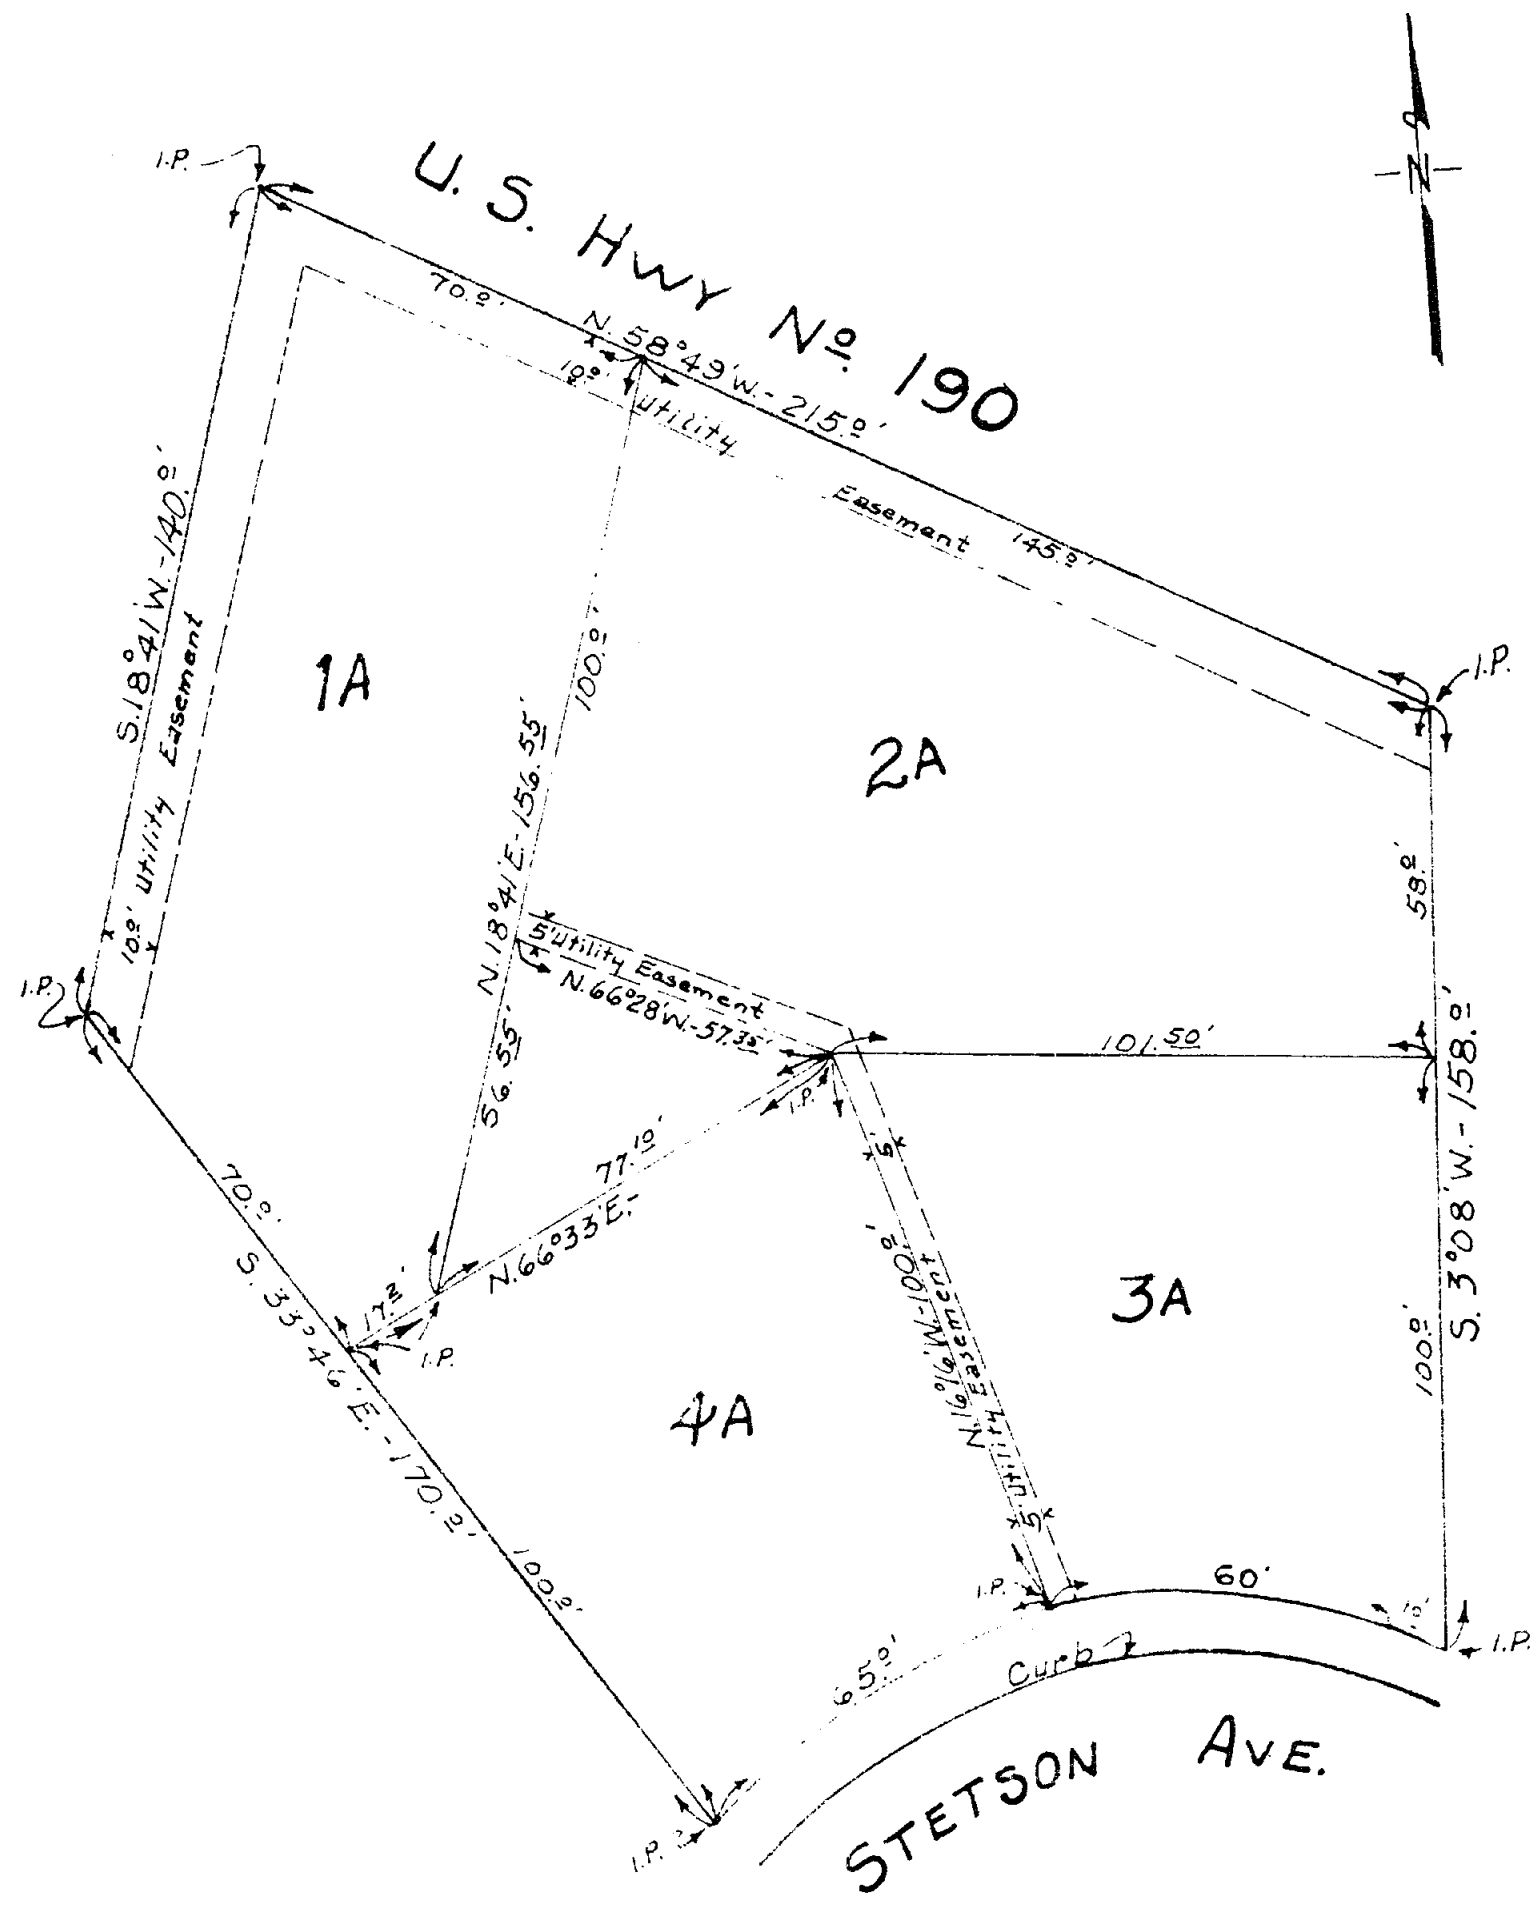 I.P.
U. S. HWY Nº 190
N
70.0'
N. 58°49'W. - 215.0'
10.0'
Utility Easement
145.0'
S. 18°41'W. - 140.0'
10.0' Utility Easement
1A
100.0'
N. 18°41'E. - 156.55'
2A
I.P.
58.0'
5' Utility Easement
N. 66°28'W. - 57.35'
I.P.
56.55'
101.50'
S. 3°08'W. - 158.0'
I.P.
77.10'
N. 66°33'E. -
5'
70.0'
17.2'
I.P.
S. 33°46'E. - 170.0'
N. 16°16'W. - 100.0'
5' Utility Easement
3A
100.0'
4A
100.0'
5'
I.P.
60'
10'
I.P.
65.0'
Curb
I.P.
STETSON AVE.